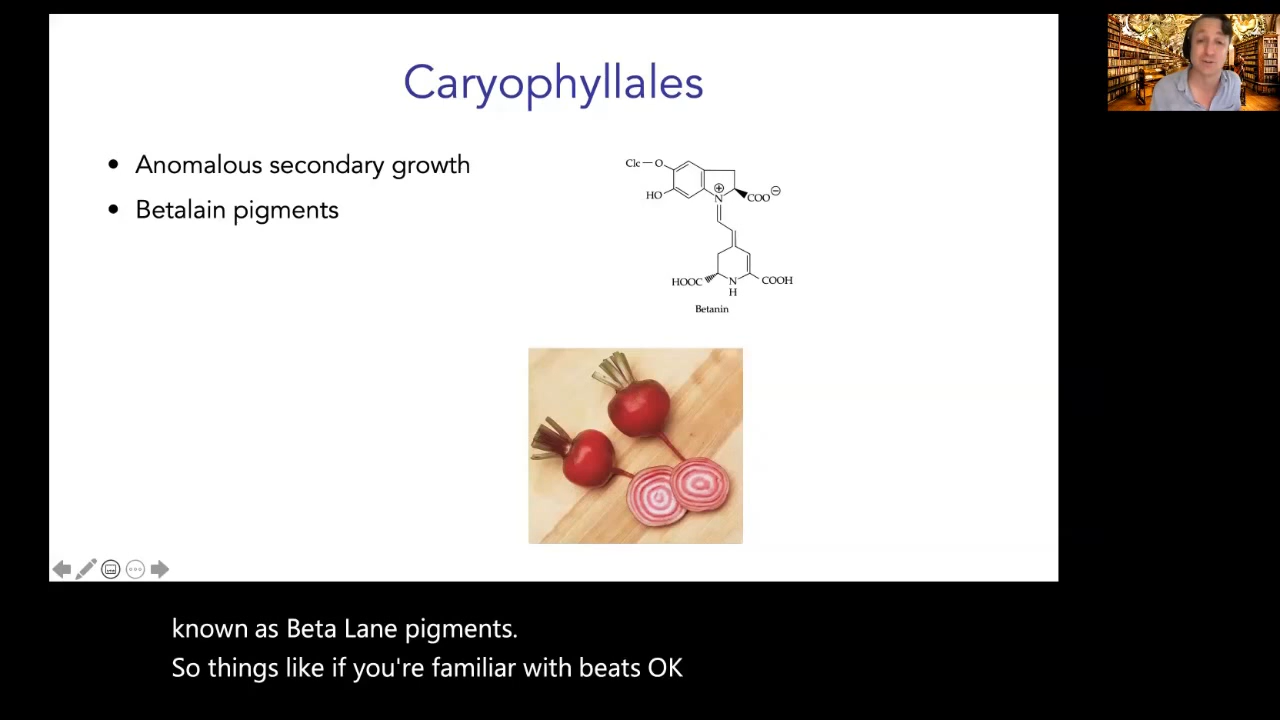 Caryophyllales
• Anomalous secondary growth
• Betalain pigments
Clc — O
HO
N
COO
HOOC
N
H
COOH
Betanin
known as Beta Lane pigments.
So things like if you're familiar with beats OK